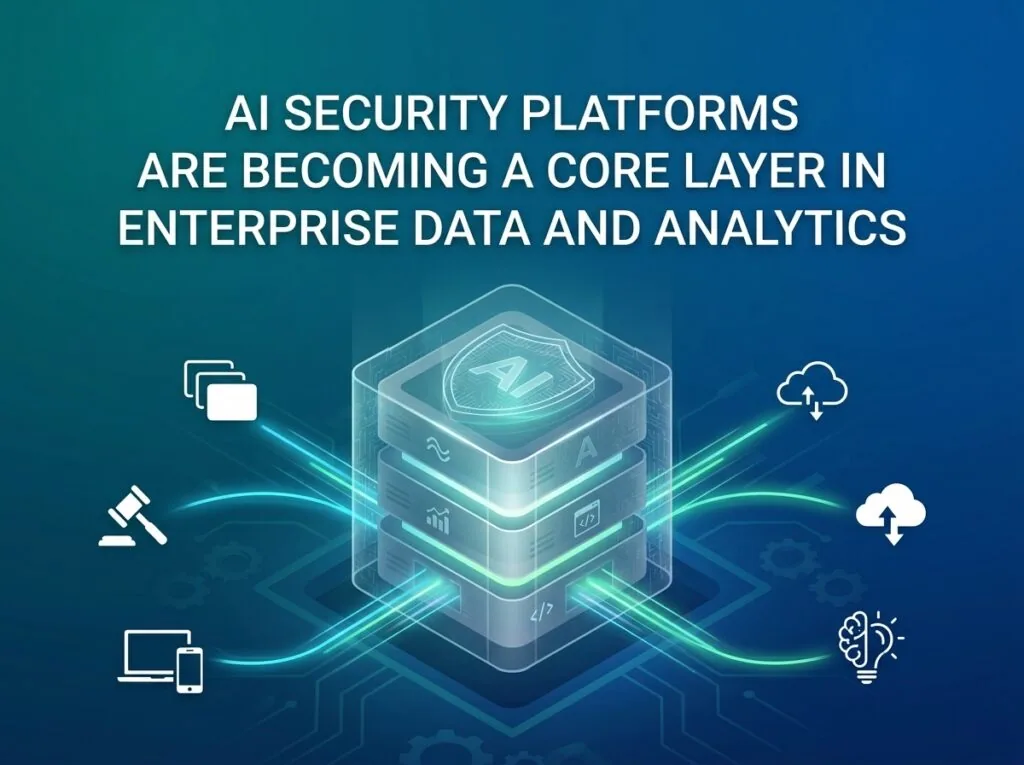 AI SECURITY PLATFORMS
ARE BECOMING A CORE LAYER IN
ENTERPRISE DATA AND ANALYTICS
AI
A
</>
</>